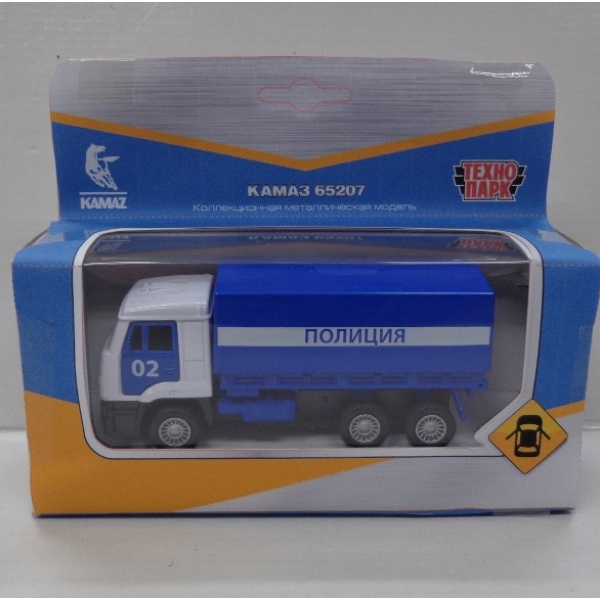 KAMAZ
КАМАЗ 65207
Коллекционная металлическая модель
ТЕХНО
ПАРК
ПОЛИЦИЯ
02